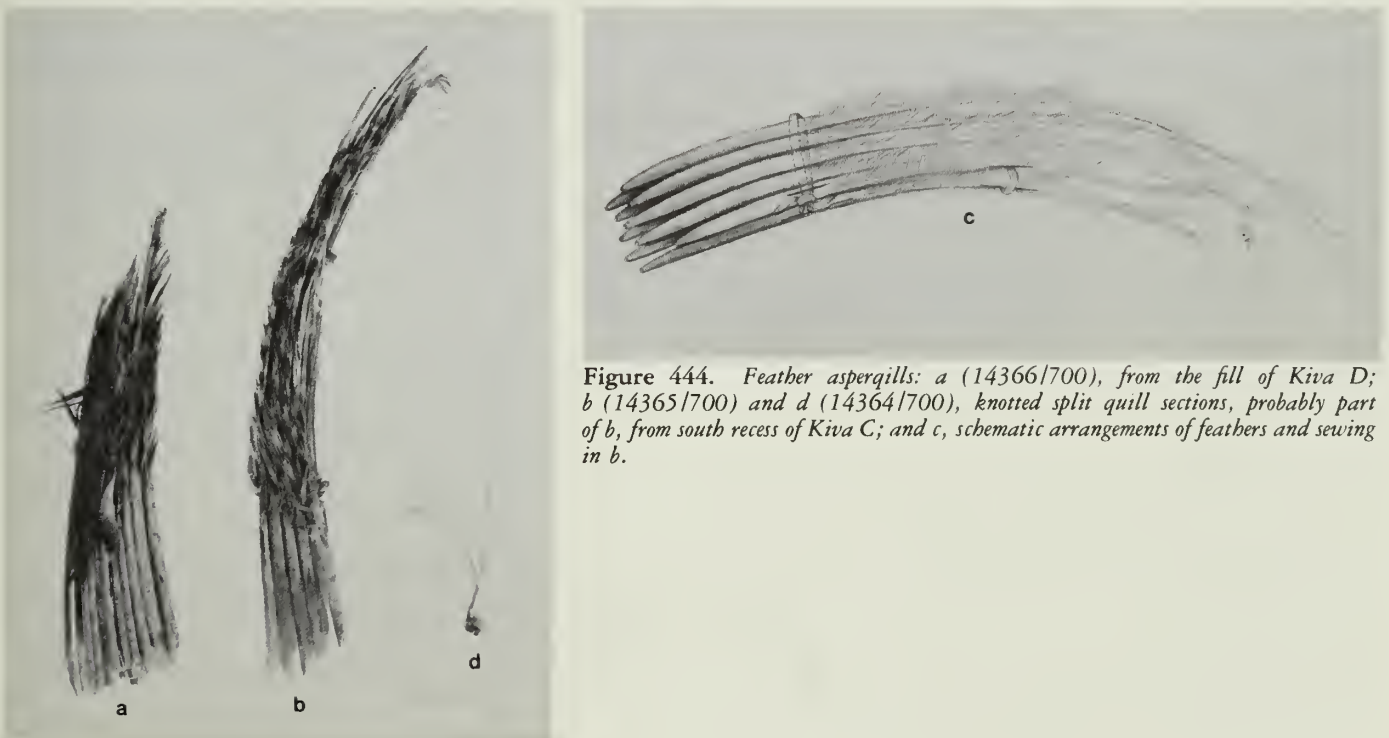 a
b
d
c
Figure 444. Feather aspergills: a (14366/700), from the fill of Kiva D;
b (14365/700) and d (14364/700), knotted split quill sections, probably part
of b, from south recess of Kiva C; and c, schematic arrangements of feathers and sewing
in b.